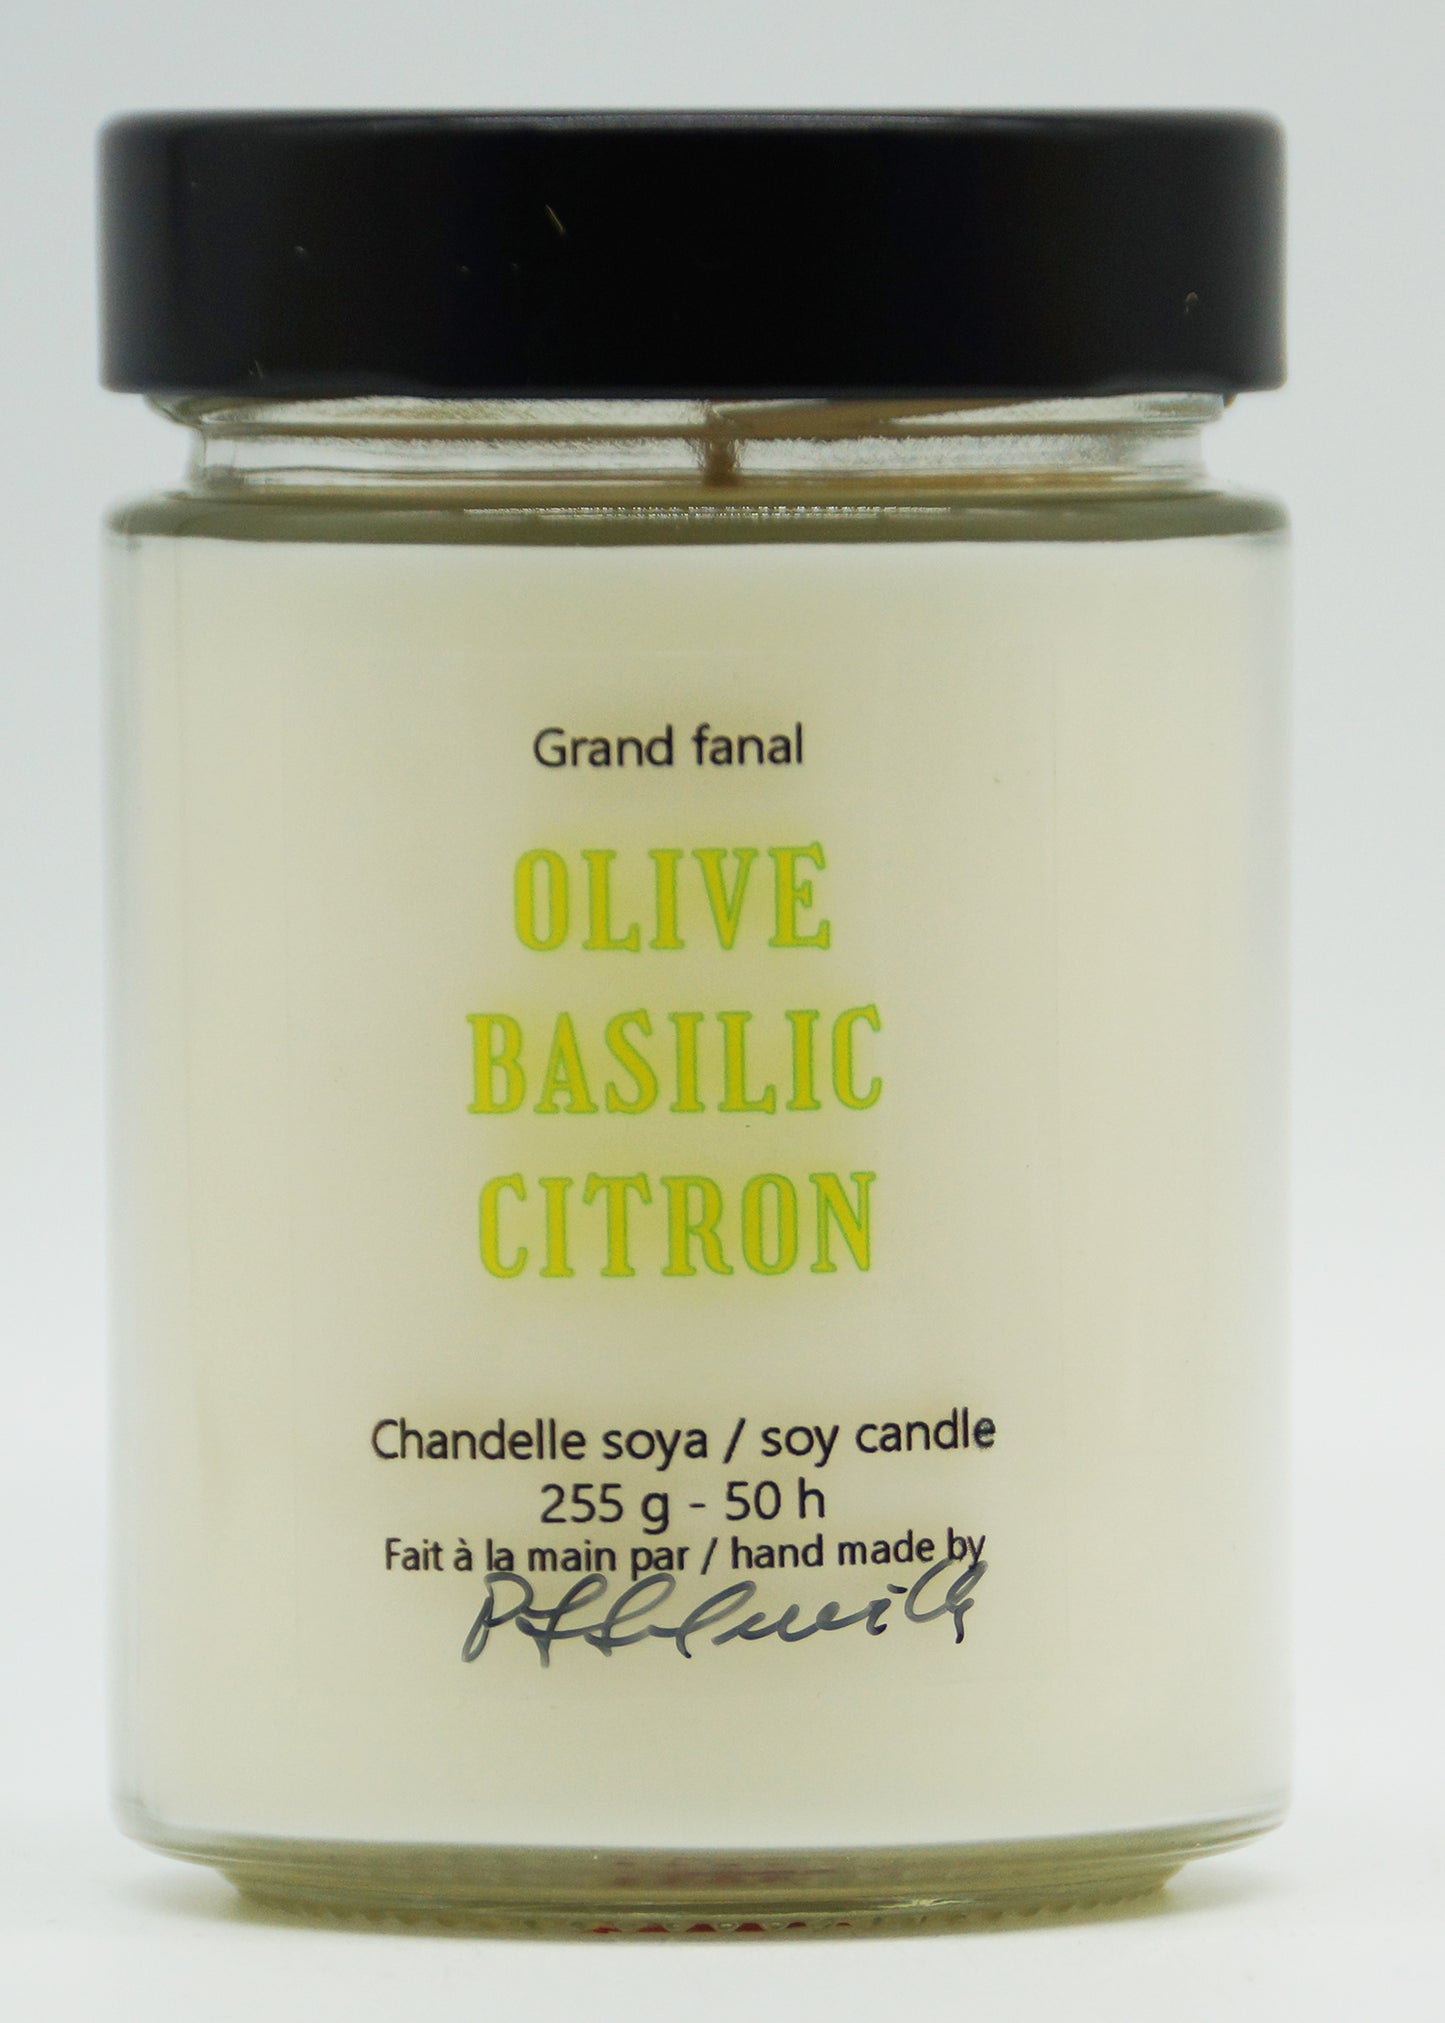 Grand fanal
OLIVE
BASILIC
CITRON
Chandelle soya / soy candle
255 g - 50 h
Fait à la main par / hand made by